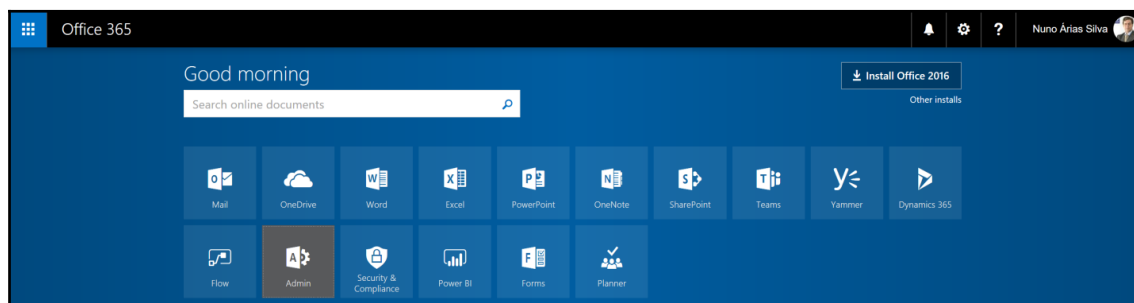 Office 365
?
Nuno Árias Silva
Good morning
Install Office 2016
Search online documents
Other installs
Mail
OneDrive
Word
Excel
PowerPoint
OneNote
SharePoint
Teams
Yammer
Dynamics 365
Flow
Admin
Security &
Compliance
Power BI
Forms
Planner